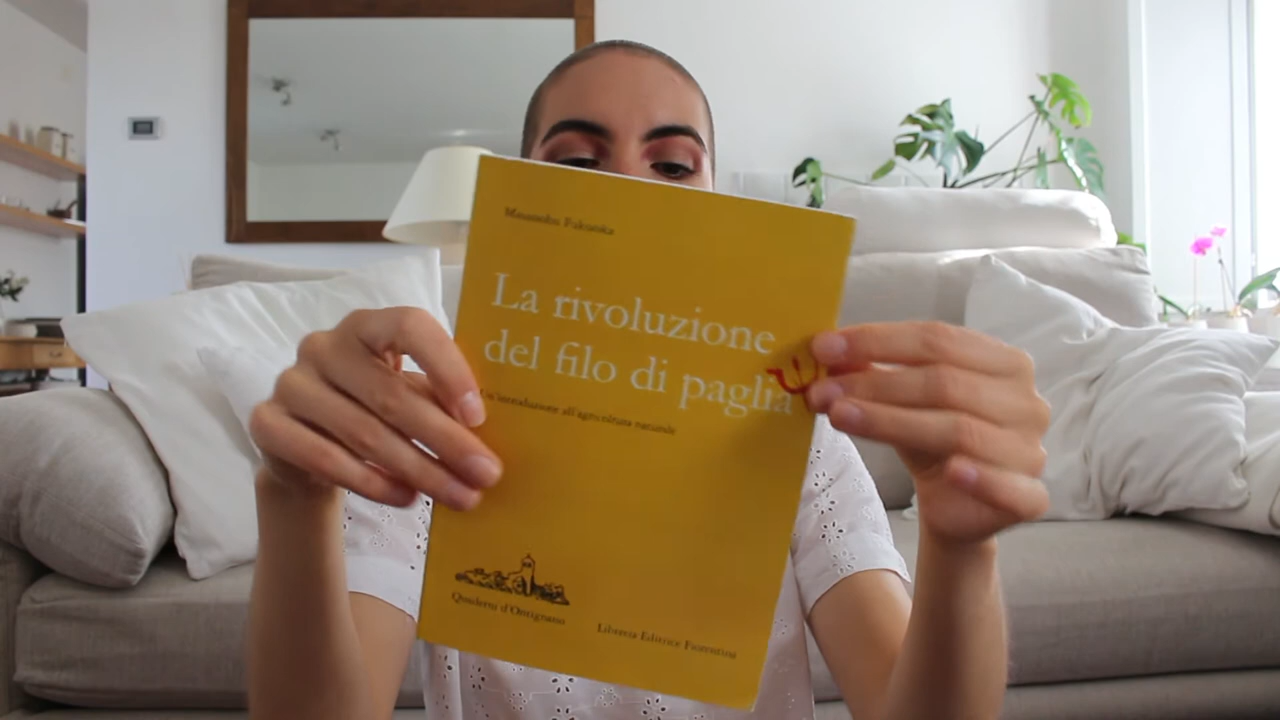 Masanobu Fukuoka
La rivoluzione
del filo di paglia
Un'introduzione all'agricoltura naturale
Quaderni d'Ontignano
Libreria Editrice Fiorentina